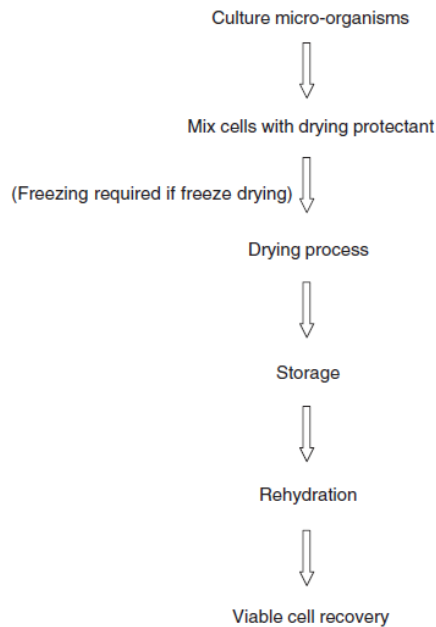 Culture micro-organisms
Mix cells with drying protectant
(Freezing required if freeze drying)
Drying process
Storage
Rehydration
Viable cell recovery